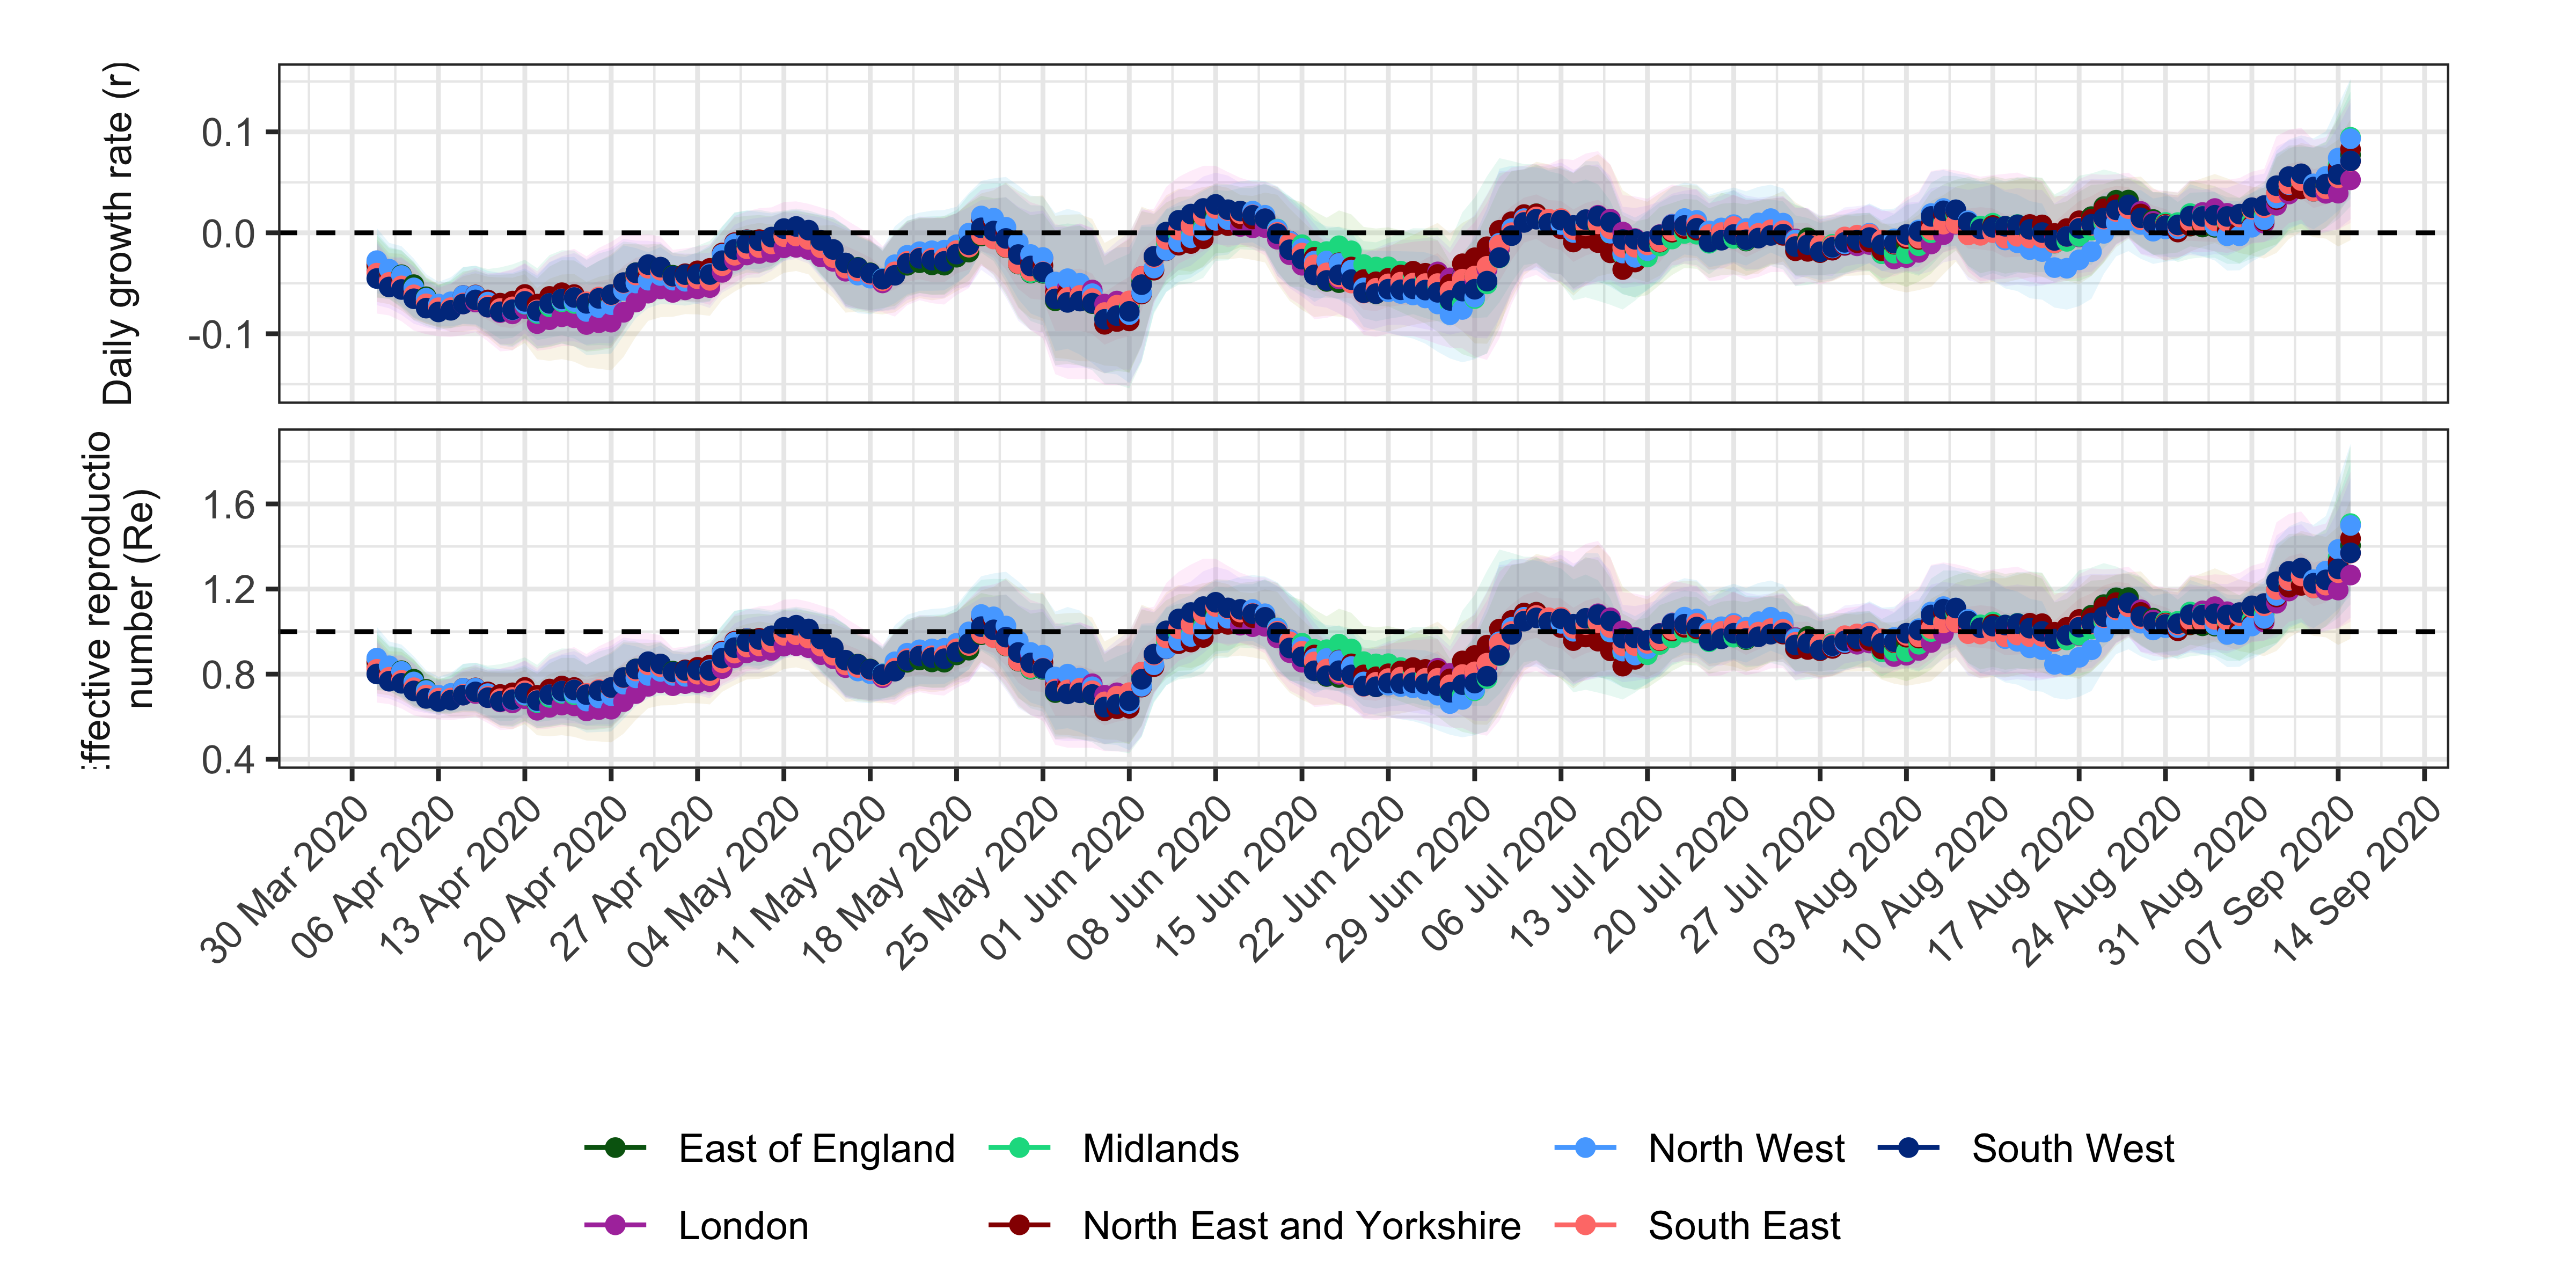 Daily growth rate (r)
0.1
0.0
-0.1
ffective reproductio
number (Re)
1.6
1.2
0.8
0.4
30 Mar 2020
06 Apr 2020
13 Apr 2020
20 Apr 2020
27 Apr 2020
04 May 2020
11 May 2020
18 May 2020
25 May 2020
01 Jun 2020
08 Jun 2020
15 Jun 2020
22 Jun 2020
29 Jun 2020
06 Jul 2020
13 Jul 2020
20 Jul 2020
27 Jul 2020
03 Aug 2020
10 Aug 2020
17 Aug 2020
24 Aug 2020
31 Aug 2020
07 Sep 2020
14 Sep 2020
East of England Midlands North West South West
London North East and Yorkshire South East